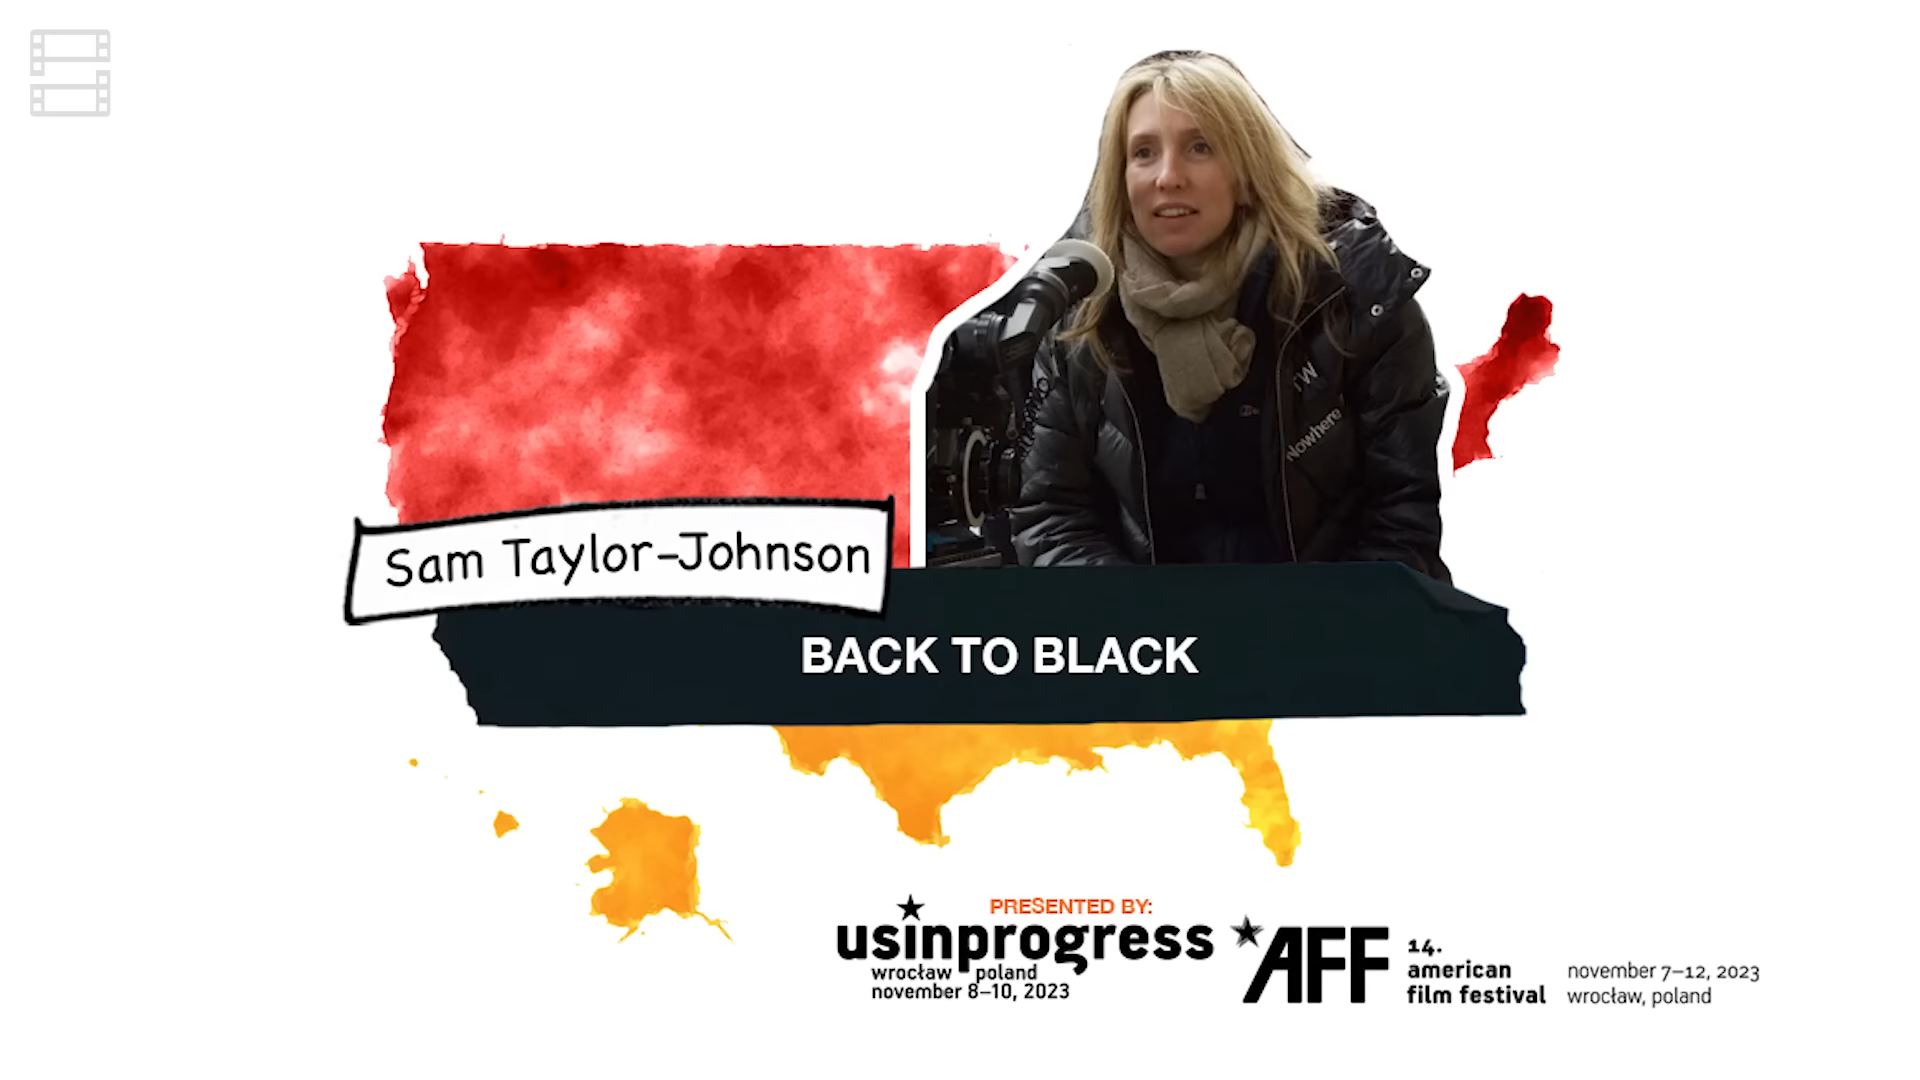 TW
Nowhere
Sam Taylor-Johnson
BACK TO BLACK
PRESENTED BY:
usinprogress
wrocław poland
november 8–10, 2023
AFF
14.
american
film festival
november 7–12, 2023
wrocław, poland